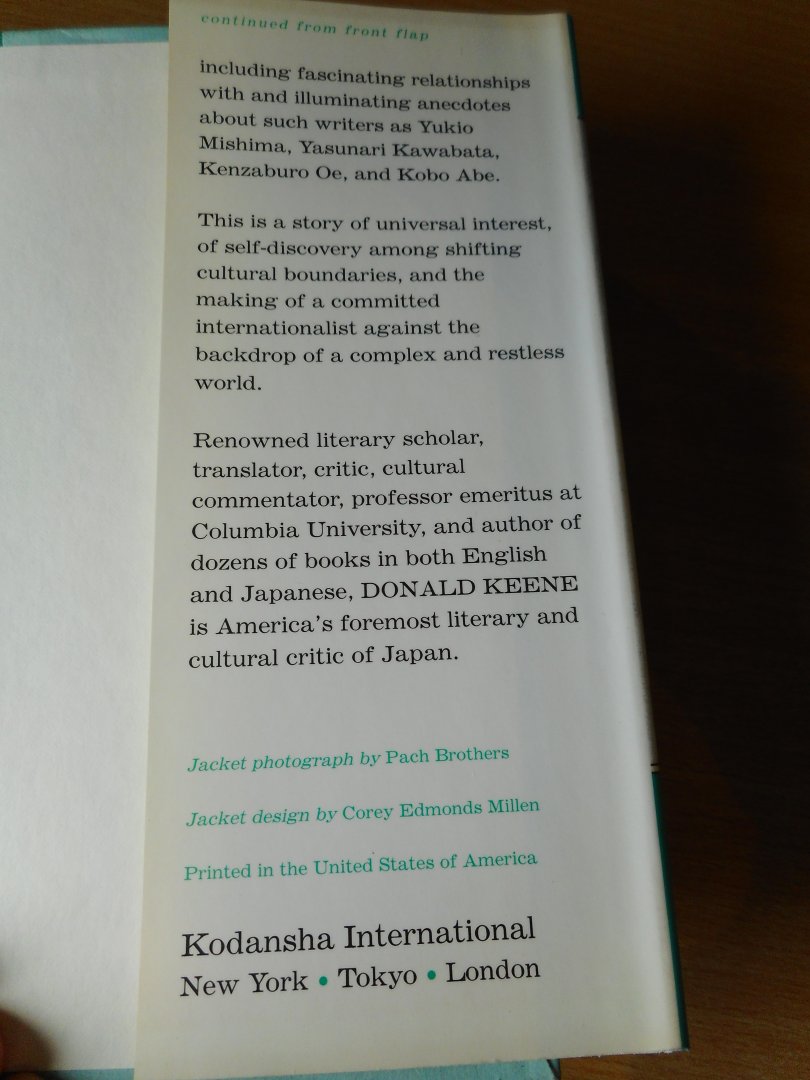 continued from front flap
including fascinating relationships
with and illuminating anecdotes
about such writers as Yukio
Mishima, Yasunari Kawabata,
Kenzaburo Oe, and Kobo Abe.
This is a story of universal interest,
of self-discovery among shifting
cultural boundaries, and the
making of a committed
internationalist against the
backdrop of a complex and restless
world.
Renowned literary scholar,
translator, critic, cultural
commentator, professor emeritus at
Columbia University, and author of
dozens of books in both English
and Japanese, DONALD KEENE
is America's foremost literary and
cultural critic of Japan.
Jacket photograph by Pach Brothers
Jacket design by Corey Edmonds Millen
Printed in the United States of America
Kodansha International
New York • Tokyo • London